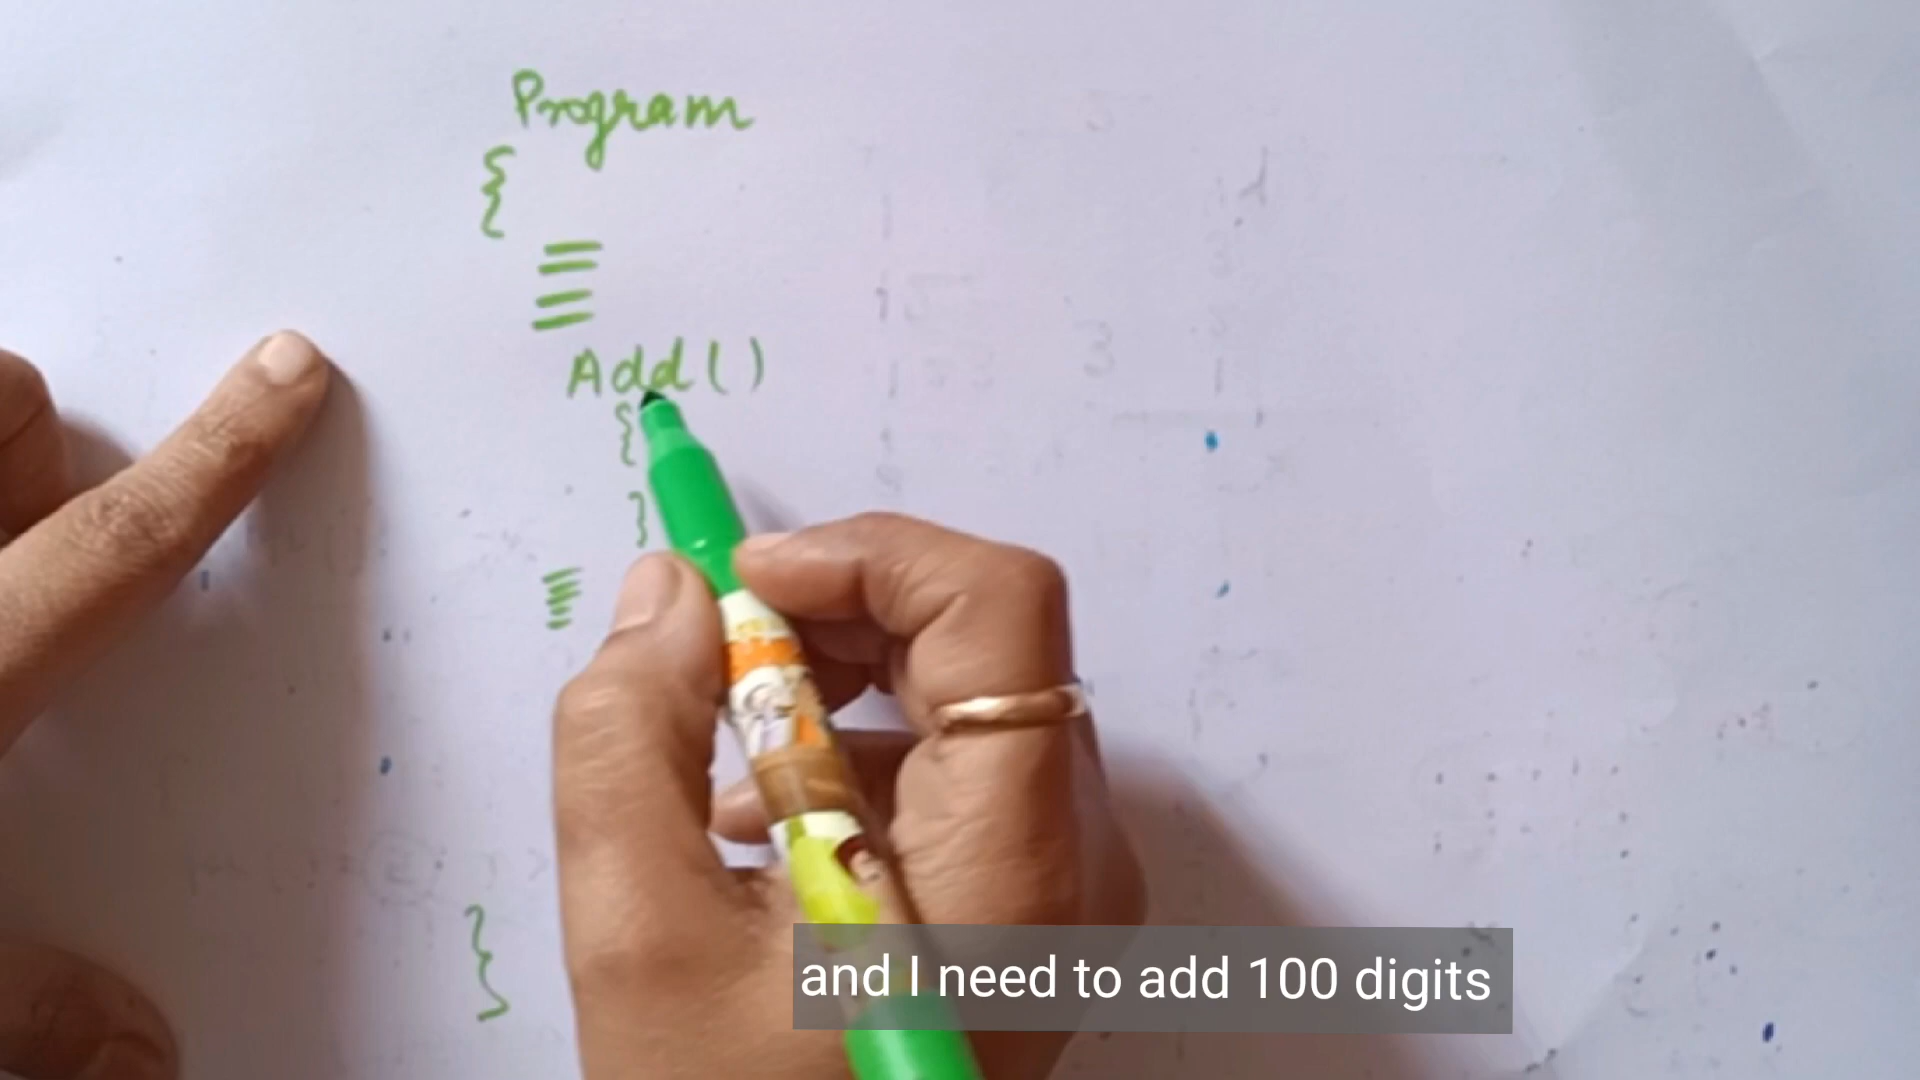 Program
{
Add()
{
}
}
and I need to add 100 digits